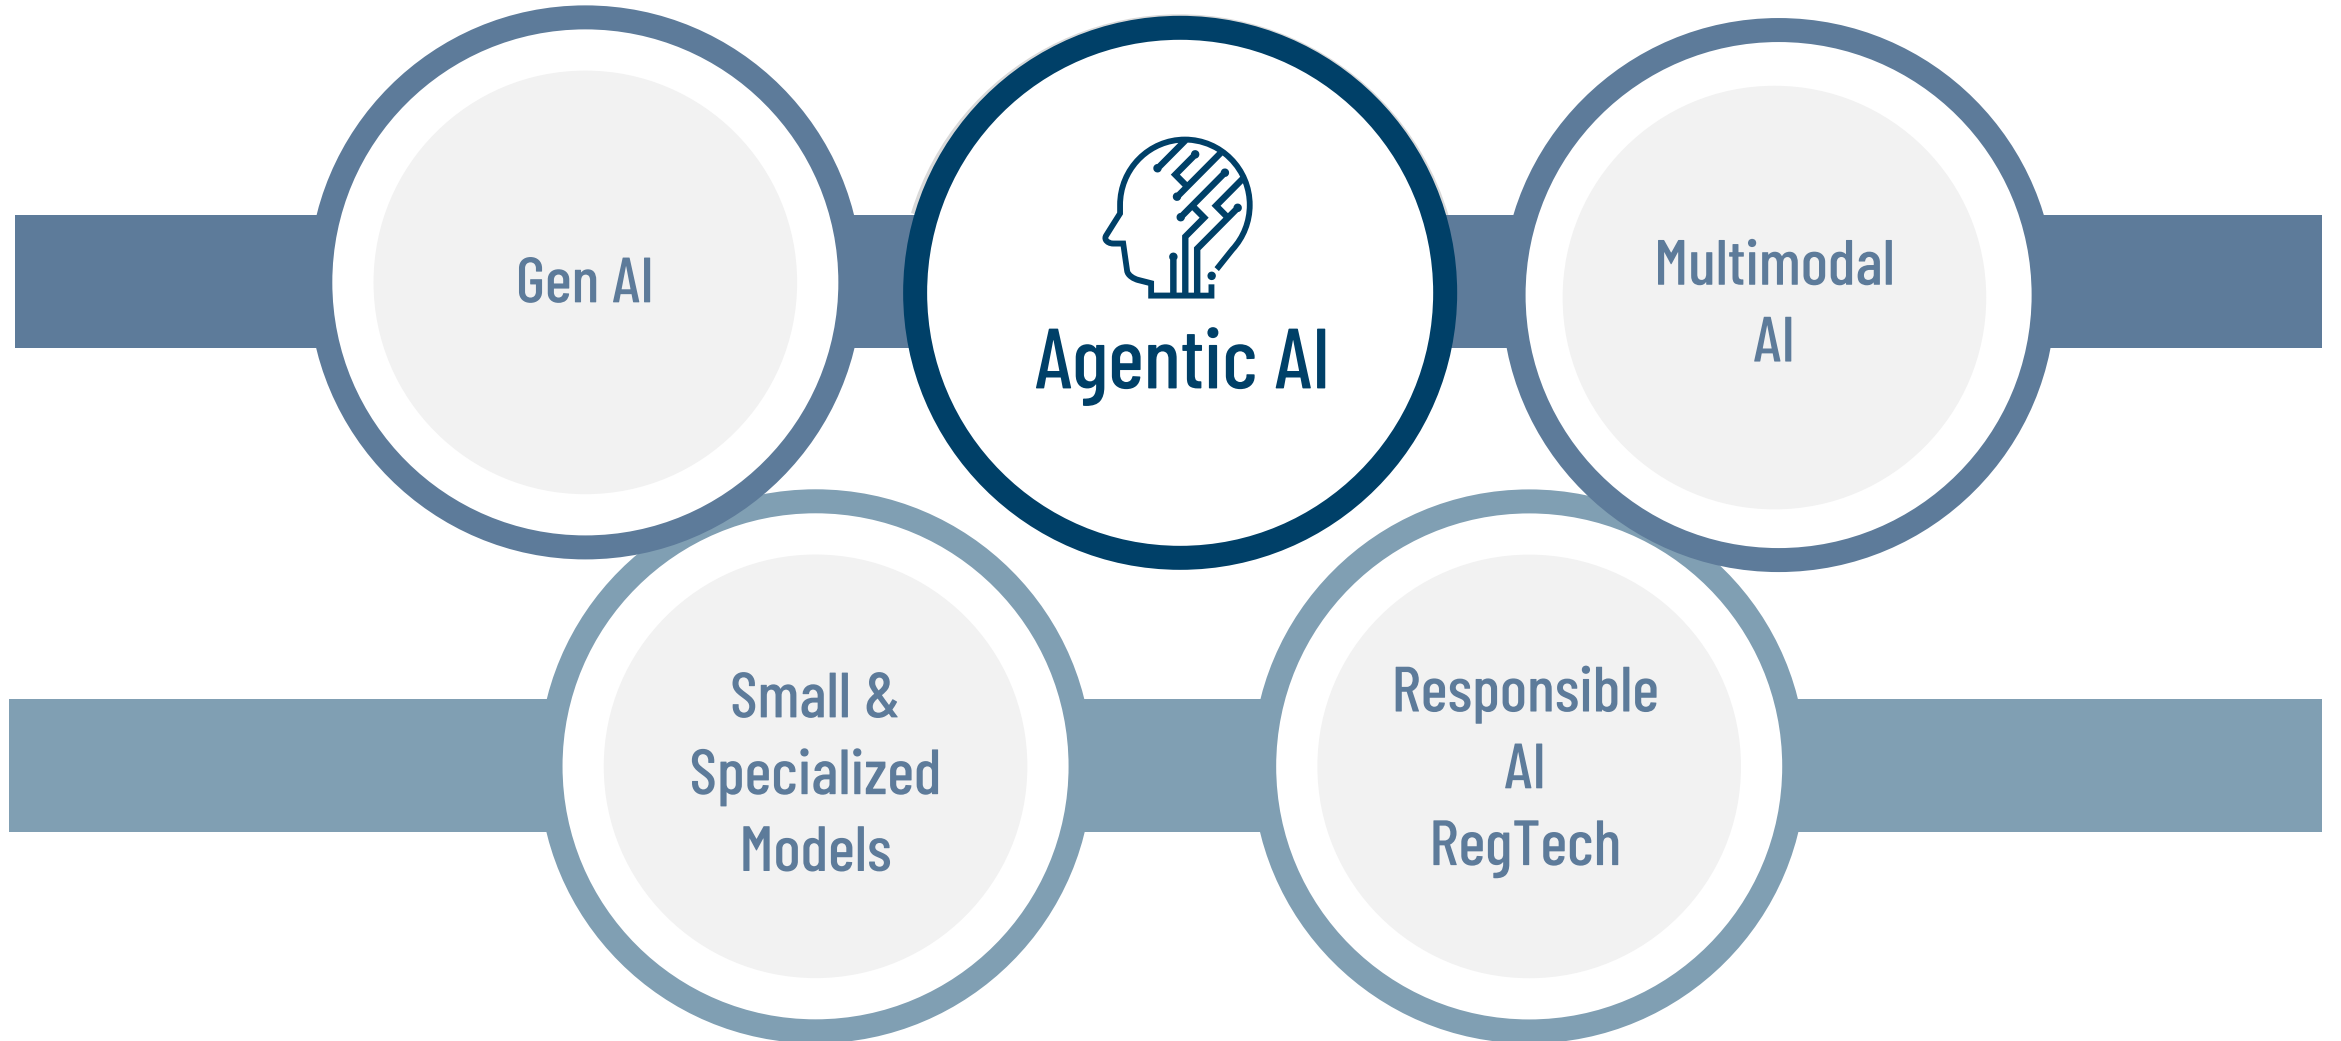 Gen AI
Agentic AI
Multimodal
AI
Small &
Specialized
Models
Responsible
AI
RegTech